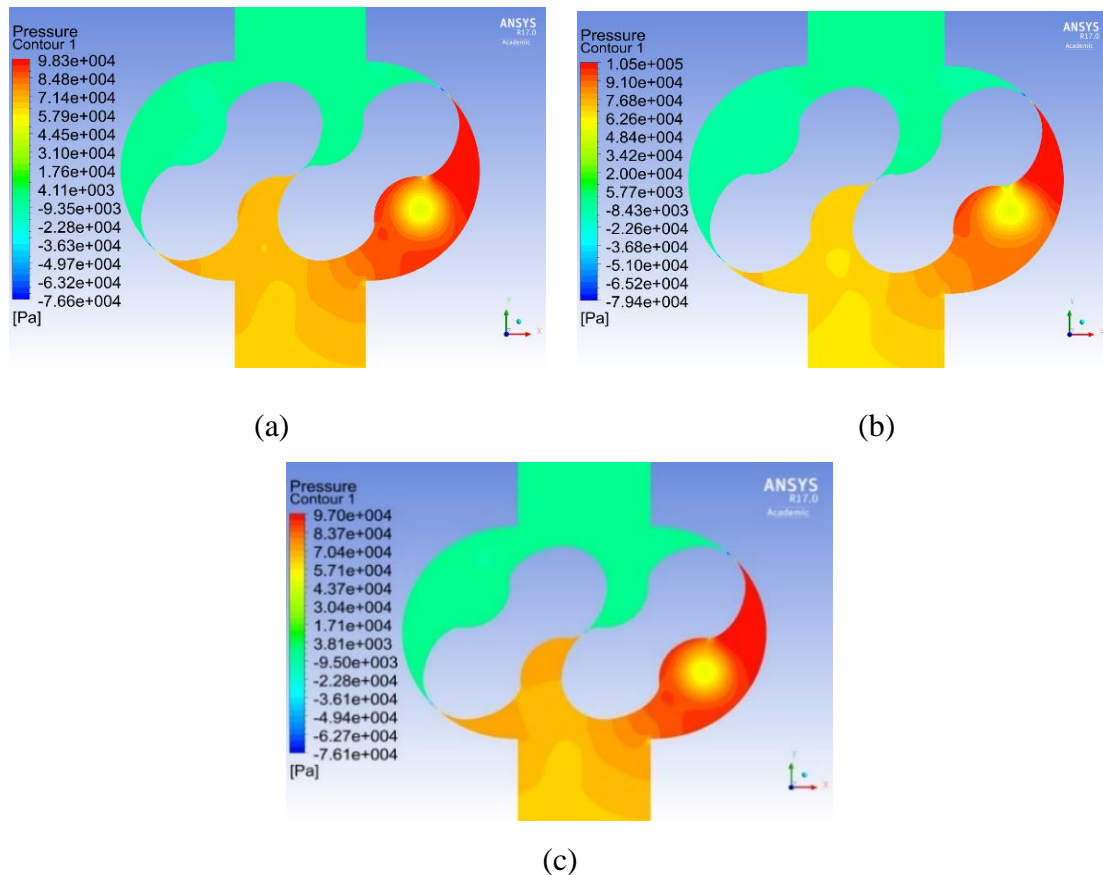 Pressure
Contour 1
9.83e+004
8.48e+004
7.14e+004
5.79e+004
4.45e+004
3.10e+004
1.76e+004
4.11e+003
-9.35e+003
-2.28e+004
-3.63e+004
-4.97e+004
-6.32e+004
-7.66e+004
[Pa]
ANSYS
R17.0
Academic
Y
X
(a)
Pressure
Contour 1
1.05e+005
9.10e+004
7.68e+004
6.26e+004
4.84e+004
3.42e+004
2.00e+004
5.77e+003
-8.43e+003
-2.26e+004
-3.68e+004
-5.10e+004
-6.52e+004
-7.94e+004
[Pa]
ANSYS
R17.0
Academic
Y
X
(b)
Pressure
Contour 1
9.70e+004
8.37e+004
7.04e+004
5.71e+004
4.37e+004
3.04e+004
1.71e+004
3.81e+003
-9.50e+003
-2.28e+004
-3.61e+004
-4.94e+004
-6.27e+004
-7.61e+004
[Pa]
ANSYS
R17.0
Academic
Y
X
(c)